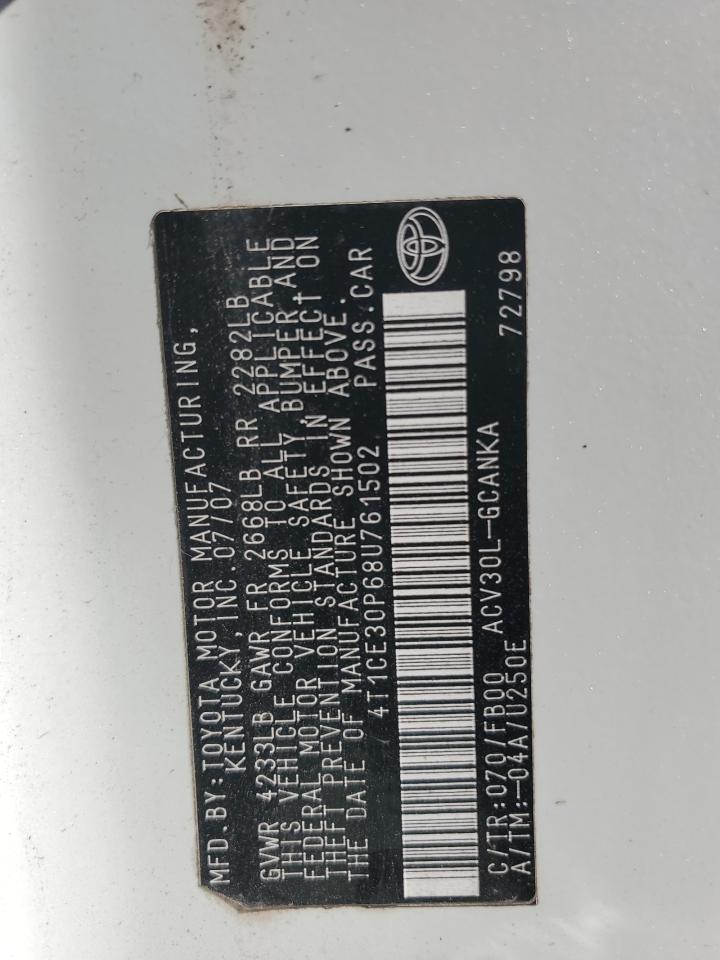 MFD.BY:TOYOTA MOTOR MANUFACTURING,
KENTUCKY, INC.07/07
GVWR 4233LB GAWR FR 2668LB RR 2282LB
THIS VEHICLE CONFORMS TO ALL APPLICABLE
FEDERAL MOTOR VEHICLE SAFETY,BUMPER,AND
THEFT PREVENTION STANDARDS IN EFFECT ON
THE DATE OF MANUFACTURE SHOWN ABOVE.
4T1CE30P68U761502 PASS.CAR
C/TR:070/FB00 ACV30L-GCANKA
A/TM:-04A/U250E 72798